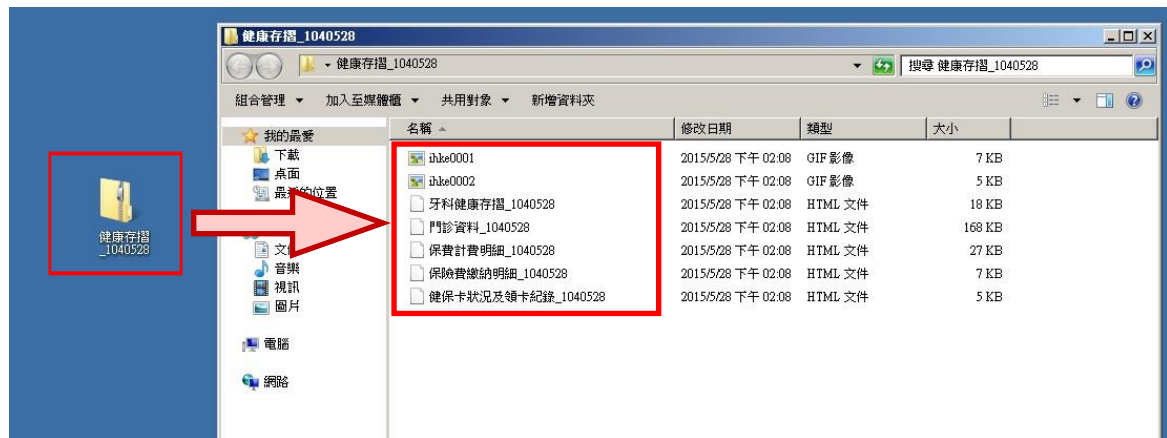 健康存摺_1040528
健康存摺_1040528
搜尋 健康存摺_1040528
組合管理 加入至媒體櫃 共用對象 新增資料夾
名稱 修改日期 類型 大小
我的最愛
下載
桌面
置
音樂
視訊
圖片
電腦
網路
ihke0001 2015/5/28 下午 02:08 GIF 影像 7 KB
ihke0002 2015/5/28 下午 02:08 GIF 影像 5 KB
牙科健康存摺_1040528 2015/5/28 下午 02:08 HTML 文件 18 KB
門診資料_1040528 2015/5/28 下午 02:08 HTML 文件 168 KB
保費計費明細_1040528 2015/5/28 下午 02:08 HTML 文件 27 KB
保險費繳納明細_1040528 2015/5/28 下午 02:08 HTML 文件 7 KB
健保卡狀況及領卡紀錄_1040528 2015/5/28 下午 02:08 HTML 文件 5 KB
健康存摺
_1040528